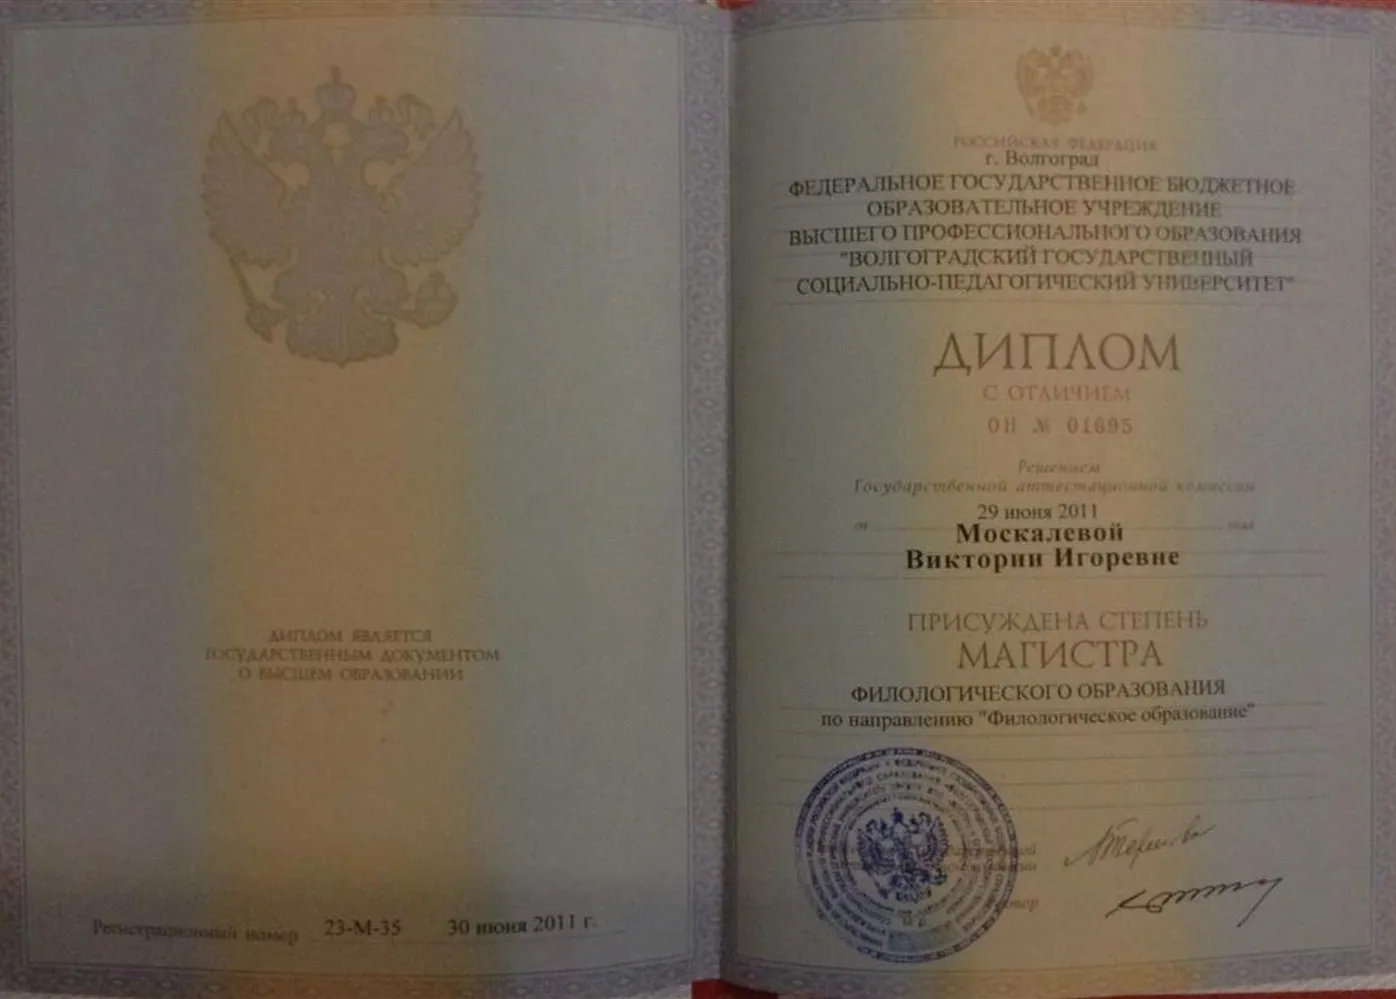 ДИПЛОМ ЯВЛЯЕТСЯ
ГОСУДАРСТВЕННЫМ ДОКУМЕНТОМ
О ВЫСШЕМ ОБРАЗОВАНИИ
Регистрационный номер 23-М-35 30 июня 2011 г.
РОССИЙСКАЯ ФЕДЕРАЦИЯ
г. Волгоград
ФЕДЕРАЛЬНОЕ ГОСУДАРСТВЕННОЕ БЮДЖЕТНОЕ
ОБРАЗОВАТЕЛЬНОЕ УЧРЕЖДЕНИЕ
ВЫСШЕГО ПРОФЕССИОНАЛЬНОГО ОБРАЗОВАНИЯ
"ВОЛГОГРАДСКИЙ ГОСУДАРСТВЕННЫЙ
СОЦИАЛЬНО-ПЕДАГОГИЧЕСКИЙ УНИВЕРСИТЕТ"
ДИПЛОМ
С ОТЛИЧИЕМ
ОН № 01695
Решением
Государственной аттестационной комиссии
от 29 июня 2011 года
Москалевой
Виктории Игоревне
ПРИСУЖДЕНА СТЕПЕНЬ
МАГИСТРА
ФИЛОЛОГИЧЕСКОГО ОБРАЗОВАНИЯ
по направлению "Филологическое образование"